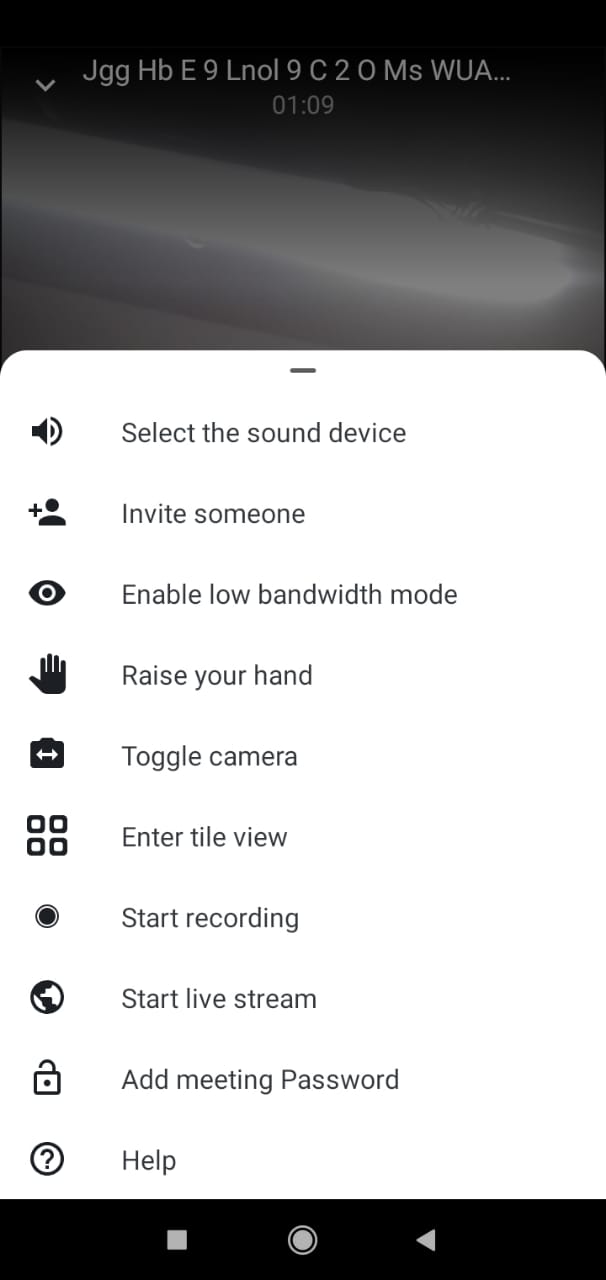 Jgg Hb E 9 Lnol 9 C 2 O Ms WUA...
01:09
Select the sound device
Invite someone
Enable low bandwidth mode
Raise your hand
Toggle camera
Enter tile view
Start recording
Start live stream
Add meeting Password
Help